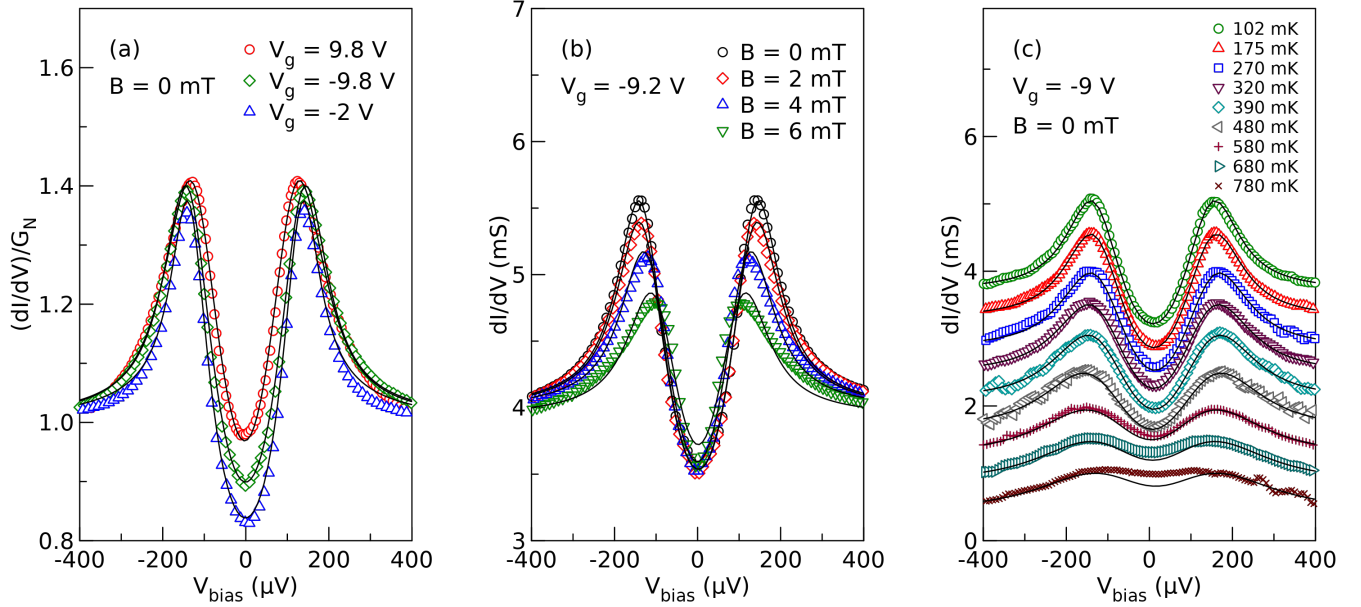 (a)
B = 0 mT
V_g = 9.8 V
V_g = -9.8 V
V_g = -2 V
(dI/dV)/G_N
1.6
1.4
1.2
1.0
0.8
-400
-200
0
200
400
V_bias (μV)
(b)
V_g = -9.2 V
B = 0 mT
B = 2 mT
B = 4 mT
B = 6 mT
dI/dV (mS)
7
6
5
4
3
-400
-200
0
200
400
V_bias (μV)
(c)
V_g = -9 V
B = 0 mT
102 mK
175 mK
270 mK
320 mK
390 mK
480 mK
580 mK
680 mK
780 mK
dI/dV (mS)
6
4
2
0
-400
-200
0
200
400
V_bias (μV)